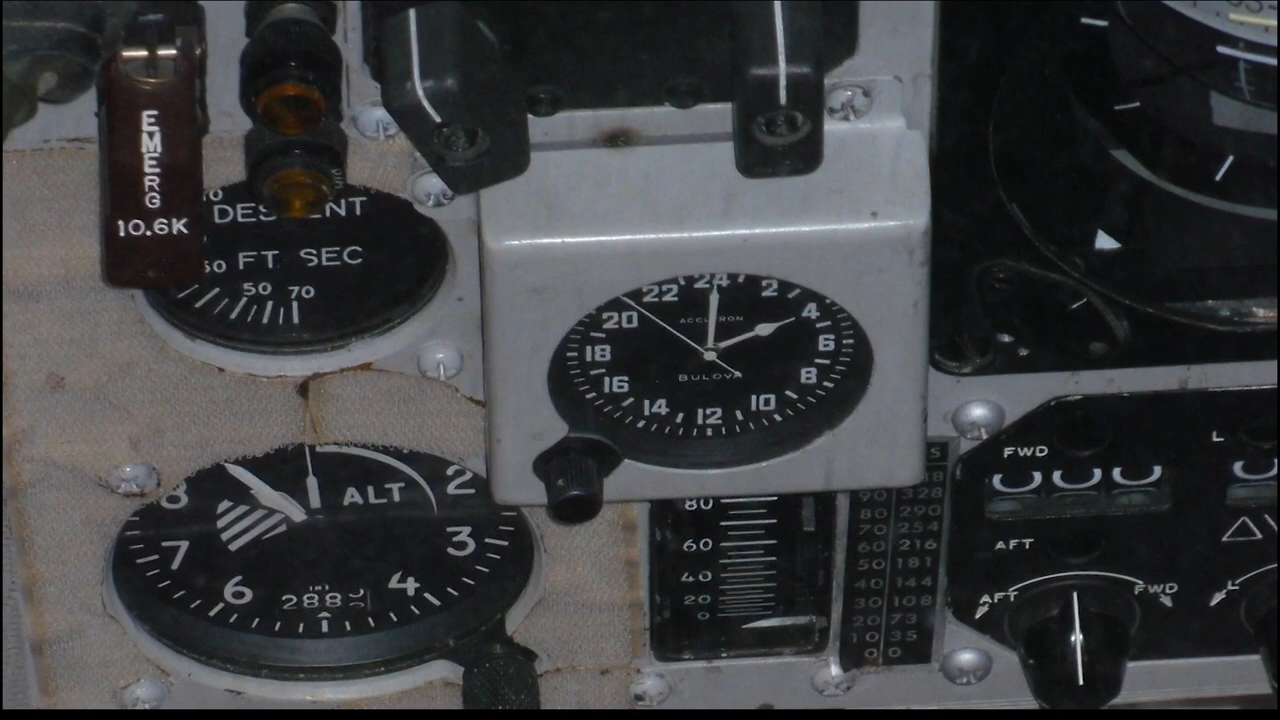 EMERG
10.6K
FT SEC
50 70
24
22
2
20
ACCUTRON
4
18
6
BULOVA
16
8
14
12
10
ALT
8
2
7
3
6
4
80
60
40
20
0
S
90 328
80 290
70 254
60 216
50 181
40 144
30 108
20 73
10 35
0 0
FWD
L
AFT
AFT
FWD
L